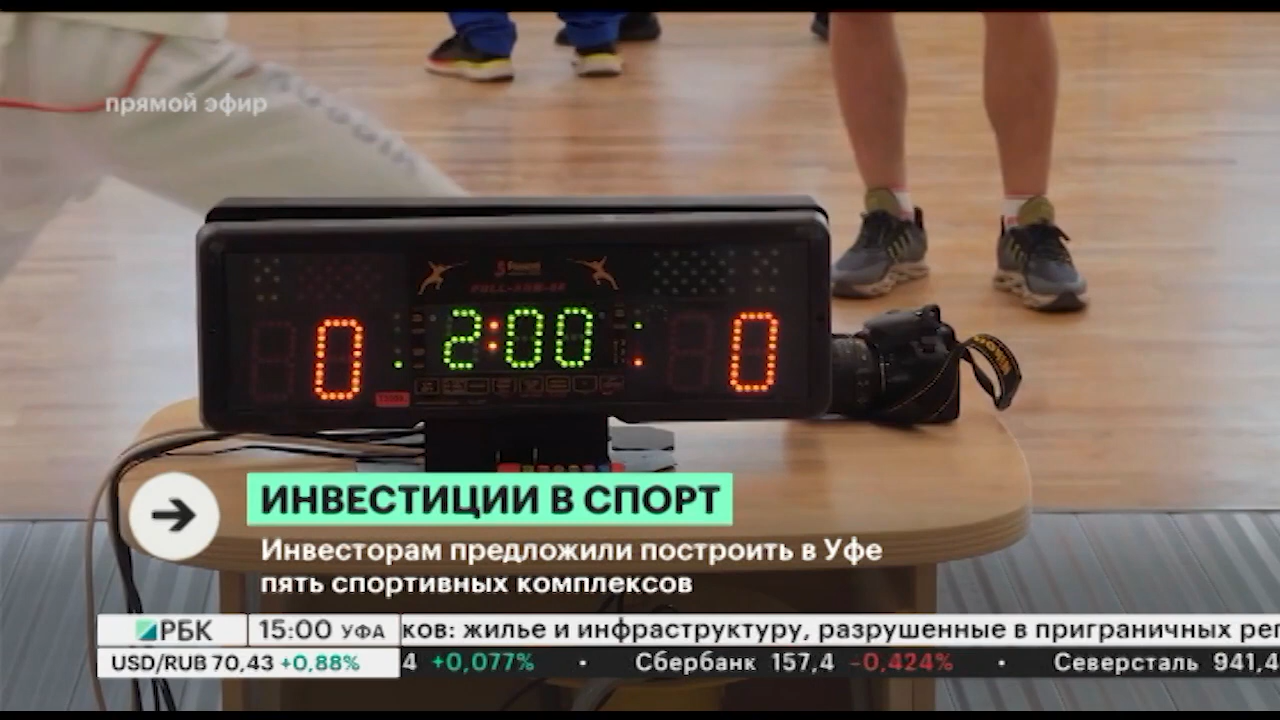 прямой эфир
0 2:00 0
ИНВЕСТИЦИИ В СПОРТ
Инвесторам предложили построить в Уфе
пять спортивных комплексов
РБК 15:00 УФА ков: жилье и инфраструктуру, разрушенные в приграничных рег
USD/RUB 70,43 +0,88% 4 +0,077% • Сбербанк 157,4 -0,424% • Северсталь 941,4